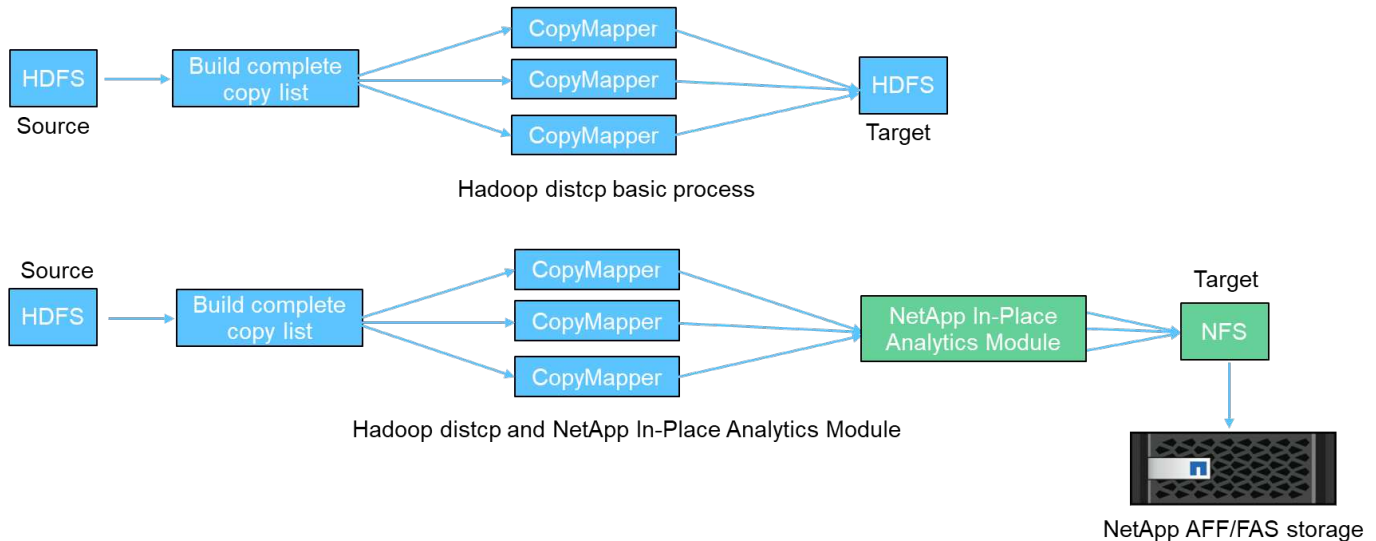 CopyMapper
HDFS
Build complete
copy list
CopyMapper
HDFS
Source
CopyMapper
Target
Hadoop distcp basic process
Source
CopyMapper
Target
HDFS
Build complete
copy list
CopyMapper
NetApp In-Place
Analytics Module
NFS
CopyMapper
Hadoop distcp and NetApp In-Place Analytics Module
NetApp AFF/FAS storage